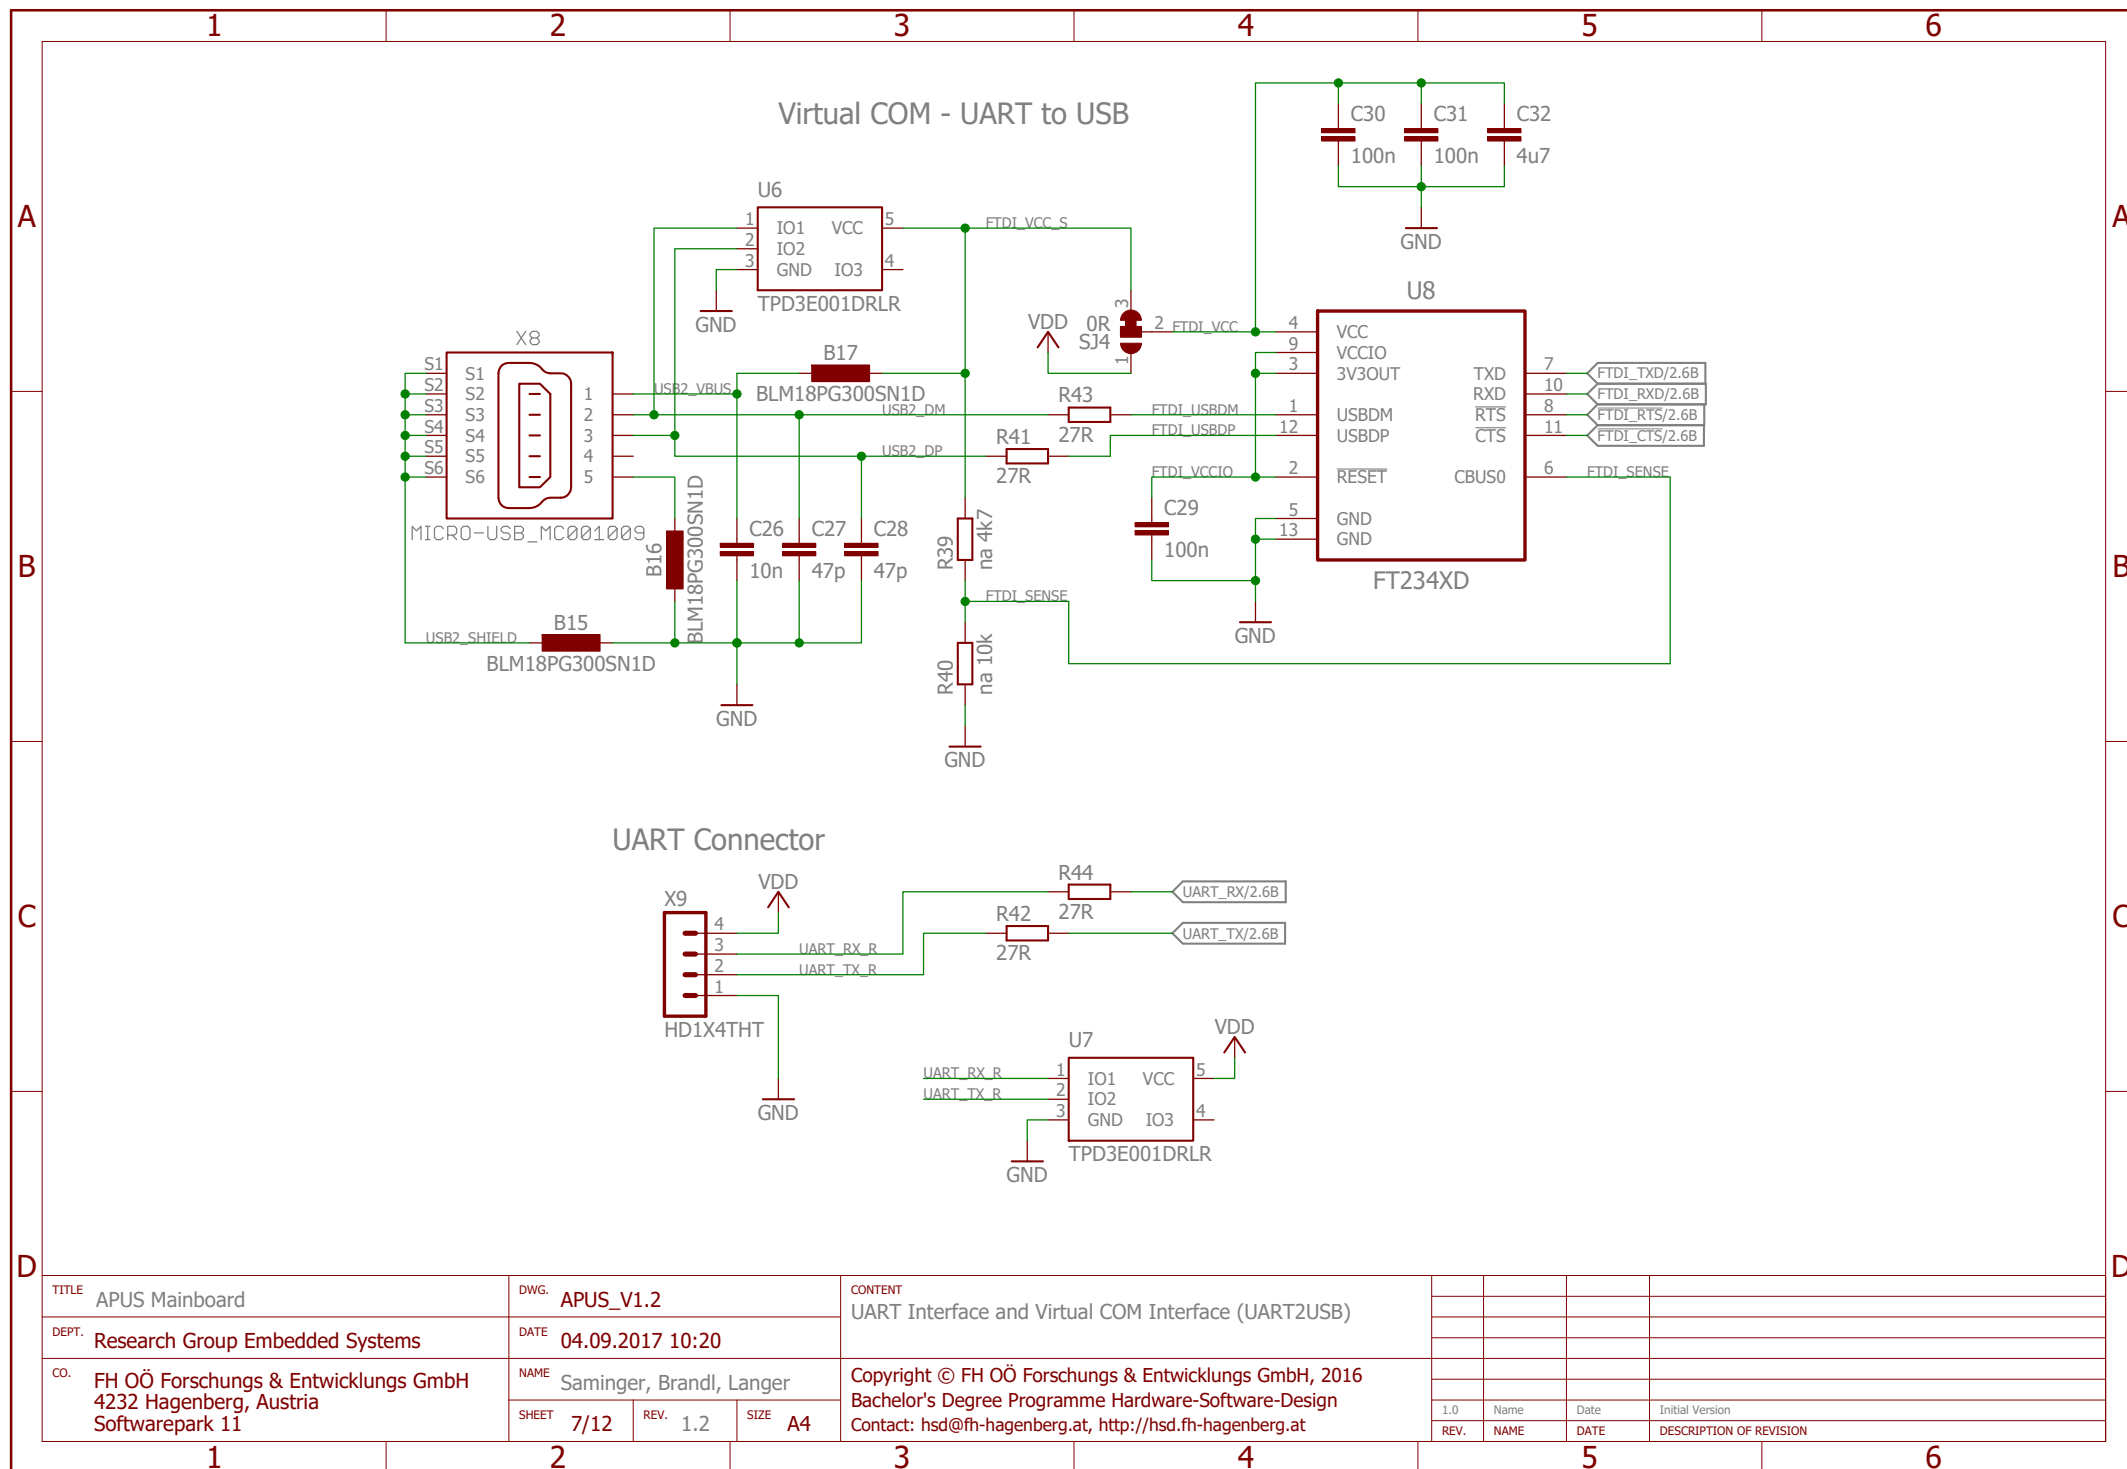 1 2 3 4 5 6
Virtual COM - UART to USB
C30 C31 C32
100n 100n 4u7
GND
A A
U6
1 IO1 VCC 5
2 IO2
3 GND IO3 4
TPD3E001DRLR
GND
FTDI_VCC_S
VDD
0R
SJ4
3
2
1
FTDI_VCC
U8
4 VCC
9 VCCIO
3 3V3OUT
1 USBDM
12 USBDP
2 RESET
5 GND
13 GND
TXD 7 FTDI_TXD/2.6B
RXD 10 FTDI_RXD/2.6B
RTS 8 FTDI_RTS/2.6B
CTS 11 FTDI_CTS/2.6B
CBUS0 6 FTDI_SENSE
FT234XD
X8
S1 S1
S2 S2 1
S3 S3 2
S4 S4 3
S5 S5 4
S6 S6 5
MICRO-USB_MC001009
USB2_VBUS
B17
BLM18PG300SN1D
USB2_DM
R43
27R
FTDI_USBDM
FTDI_USBDP
R41
27R
USB2_DP
FTDI_VCCIO
C29
100n
GND
B B
B16
BLM18PG300SN1D
C26 C27 C28
10n 47p 47p
R39
na 4k7
FTDI_SENSE
R40
na 10k
GND
USB2_SHIELD
B15
BLM18PG300SN1D
GND
UART Connector
X9
VDD
4
3
2
1
HD1X4THT
UART_RX_R
UART_TX_R
GND
R44
27R
UART_RX/2.6B
R42
27R
UART_TX/2.6B
C C
U7
VDD
UART_RX_R 1 IO1 VCC 5
UART_TX_R 2 IO2
3 GND IO3 4
TPD3E001DRLR
GND
D D
TITLE APUS Mainboard
DWG. APUS_V1.2
CONTENT
UART Interface and Virtual COM Interface (UART2USB)
DEPT. Research Group Embedded Systems
DATE 04.09.2017 10:20
CO. FH OÖ Forschungs & Entwicklungs GmbH
4232 Hagenberg, Austria
Softwarepark 11
NAME Saminger, Brandl, Langer
SHEET 7/12 REV. 1.2 SIZE A4
Copyright © FH OÖ Forschungs & Entwicklungs GmbH, 2016
Bachelor's Degree Programme Hardware-Software-Design
Contact: hsd@fh-hagenberg.at, http://hsd.fh-hagenberg.at
1.0 Name Date Initial Version
REV. NAME DATE DESCRIPTION OF REVISION
1 2 3 4 5 6